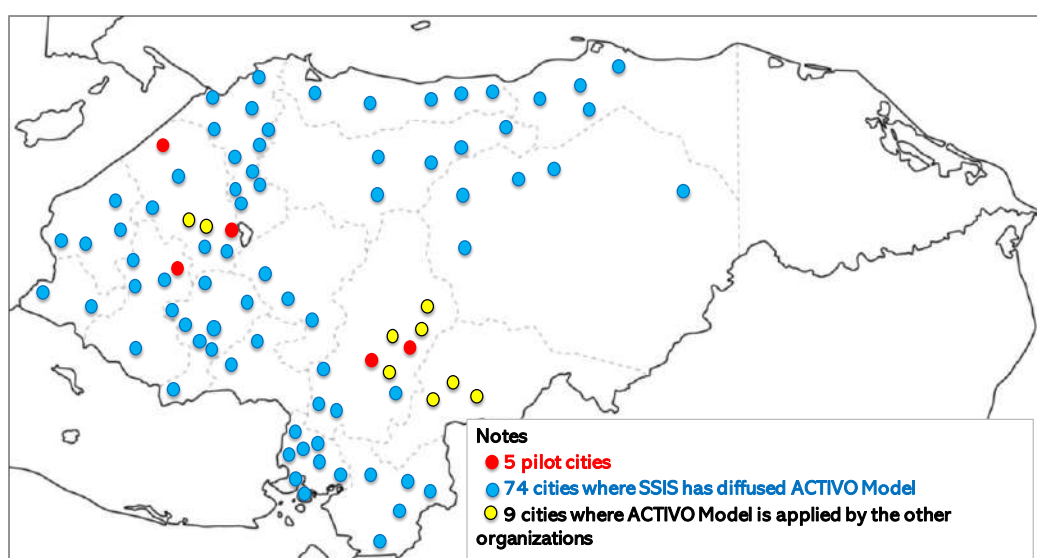 Notes
5 pilot cities
74 cities where SSIS has diffused ACTIVO Model
9 cities where ACTIVO Model is applied by the other
organizations